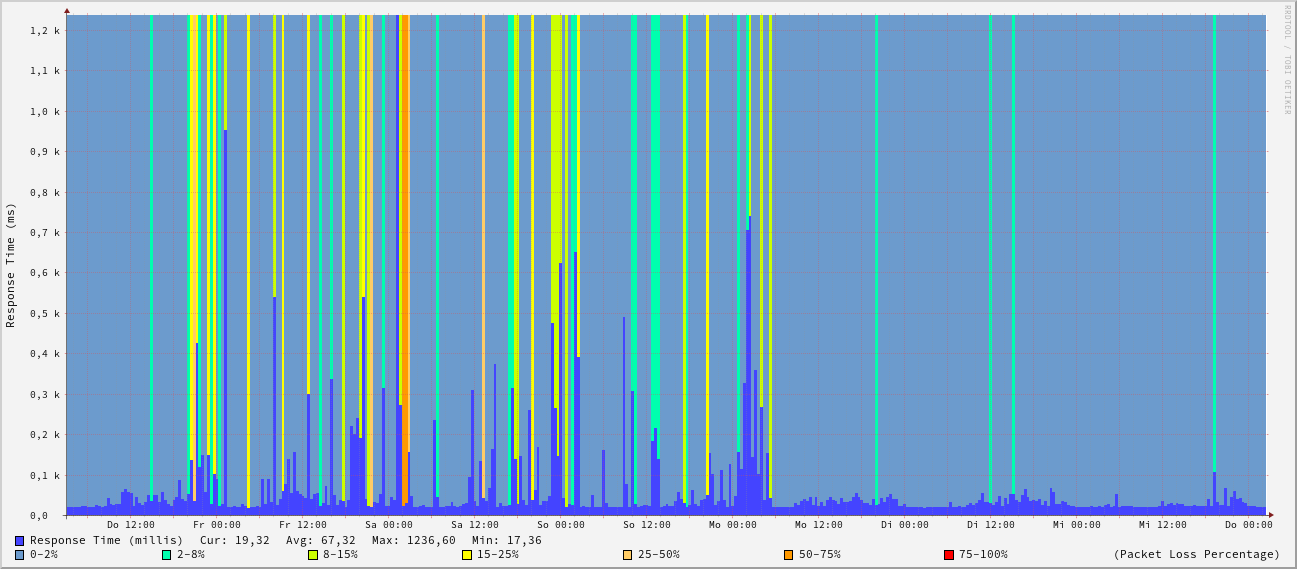 RRDTOOL / TOBI OETIKER
Response Time (ms)
1,2 k
1,1 k
1,0 k
0,9 k
0,8 k
0,7 k
0,6 k
0,5 k
0,4 k
0,3 k
0,2 k
0,1 k
0,0
Do 12:00 Fr 00:00 Fr 12:00 Sa 00:00 Sa 12:00 So 00:00 So 12:00 Mo 00:00 Mo 12:00 Di 00:00 Di 12:00 Mi 00:00 Mi 12:00 Do 00:00
Response Time (millis) Cur: 19,32 Avg: 67,32 Max: 1236,60 Min: 17,36
0-2% 2-8% 8-15% 15-25% 25-50% 50-75% 75-100% (Packet Loss Percentage)